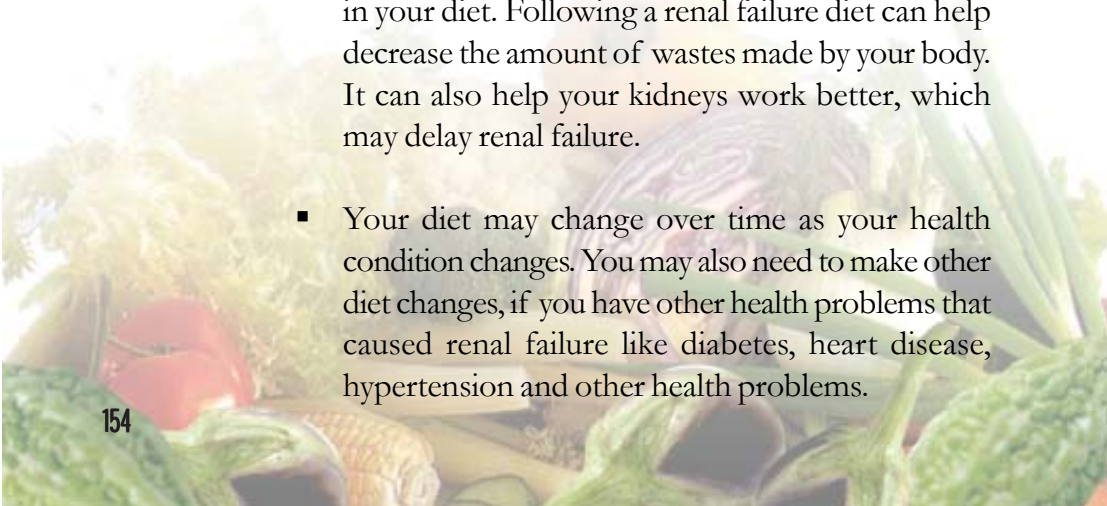 in your diet. Following a renal failure diet can help
decrease the amount of wastes made by your body.
It can also help your kidneys work better, which
may delay renal failure.
▪ Your diet may change over time as your health
condition changes. You may also need to make other
diet changes, if you have other health problems that
caused renal failure like diabetes, heart disease,
hypertension and other health problems.
154